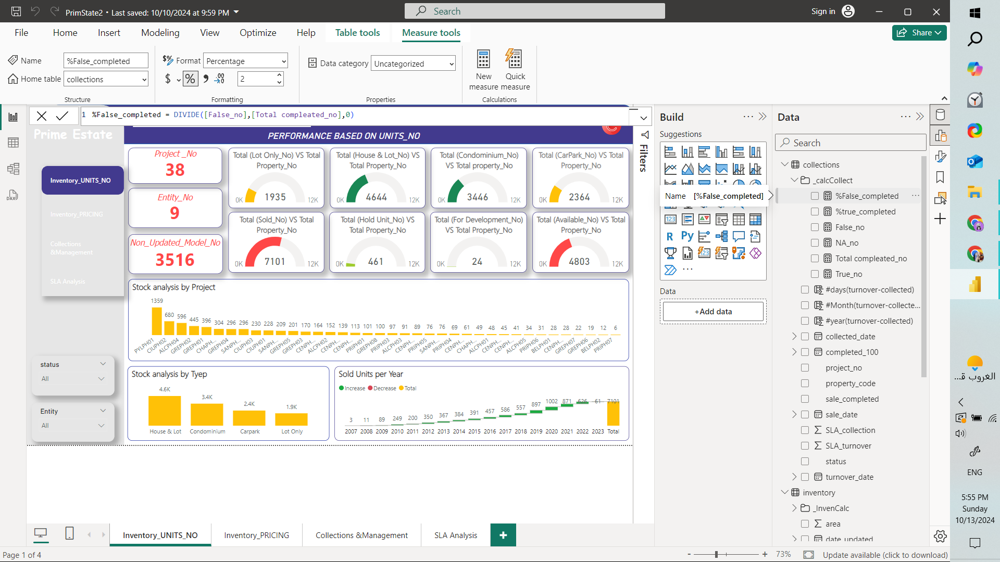 PrimState2 • Last saved: 10/10/2024 at 9:59 PM
Search
Sign in
File Home Insert Modeling View Optimize Help Table tools Measure tools
Share
Name %False_completed
Home table collections
Structure
$% Format Percentage
$ % 2
Formatting
Data category Uncategorized
Properties
New measure
Quick measure
Calculations
1 %False_completed = DIVIDE([False_no],[Total compleated_no],0)
Prime Estate
PERFORMANCE BASED ON UNITS_NO
Inventory_UNITS_NO
Inventory_PRICING
Collections
&Management
SLA Analysis
status
All
Entity
All
Project _No
38
Entity_No
9
Non_Updated_Model_No
3516
Total (Lot Only_No) VS Total
Property_No
0K 1935 12K
Total (House & Lot_No) VS
Total Property_No
0K 4644 12K
Total (Condominium_No)
VS Total property_No
0K 3446 12K
Total (CarPark_No) VS Total
Property_No
0K 2364 12K
Total (Sold_No) VS Total
Property_No
0K 7101 12K
Total (Hold Unit_No) VS
Total Property_No
0K 461 12K
Total (For Development_No)
VS Total Property_No
0K 24 12K
Total (Available_No) VS Total
Property_No
0K 4803 12K
Stock analysis by Project
1359 680 596 445 396 304 296 296 230 228 209 201 170 164 152 139 113 101 100 97 91 89 76 76 69 61 49 48 45 41 34 31 28 28 22 19 12 6
PYLPH01 CIUPH02 ALCPH04 GREPH02 GREPH01 CHAPH... GREPH04 SANPH... CIUPH03 CIUPH01 SANPH... GREPH05 GREPH03 CENPH... ALCPH02 CENPH... CENPH... PRIPH01 GREPH08 PRIPH03 ALCPH03 CENPH... PRIPH05 SANPH... PRIPH04 CENPH... CHAPH... ALCPH01 CENPH... CENPH... ALCPH05 PRIPH06 BELPH01 CENPH... GREPH07 GREPH06 BELPH02 PRIPH07
Stock analysis by Tyep
4.6K 3.4K 2.4K 1.9K
House & Lot Condominium Carpark Lot Only
Sold Units per Year
Increase Decrease Total
3 11 89 249 200 350 367 384 391 457 586 557 897 1002 871 626 61 7101
2007 2008 2009 2010 2011 2012 2013 2014 2015 2016 2017 2018 2019 2020 2021 2022 2023 Total
Filters
Build
Suggestions
Name [%False_completed]
R Py
123
Data
+Add data
Data
Search
collections
_calcCollect
%False_completed
%true_completed
False_no
NA_no
Total compleated_no
True_no
#days(turnover-collected)
#Month(turnover-collecte...
#year(turnover-collected)
collected_date
completed_100
project_no
property_code
sale_completed
sale_date
SLA_collection
SLA_turnover
status
turnover_date
inventory
_InvenCalc
area
date_updated
Inventory_UNITS_NO Inventory_PRICING Collections &Management SLA Analysis +
Page 1 of 4
- + 73%
Update available (click to download)
الغروب ق...
ENG
5:55 PM
Sunday
10/13/2024